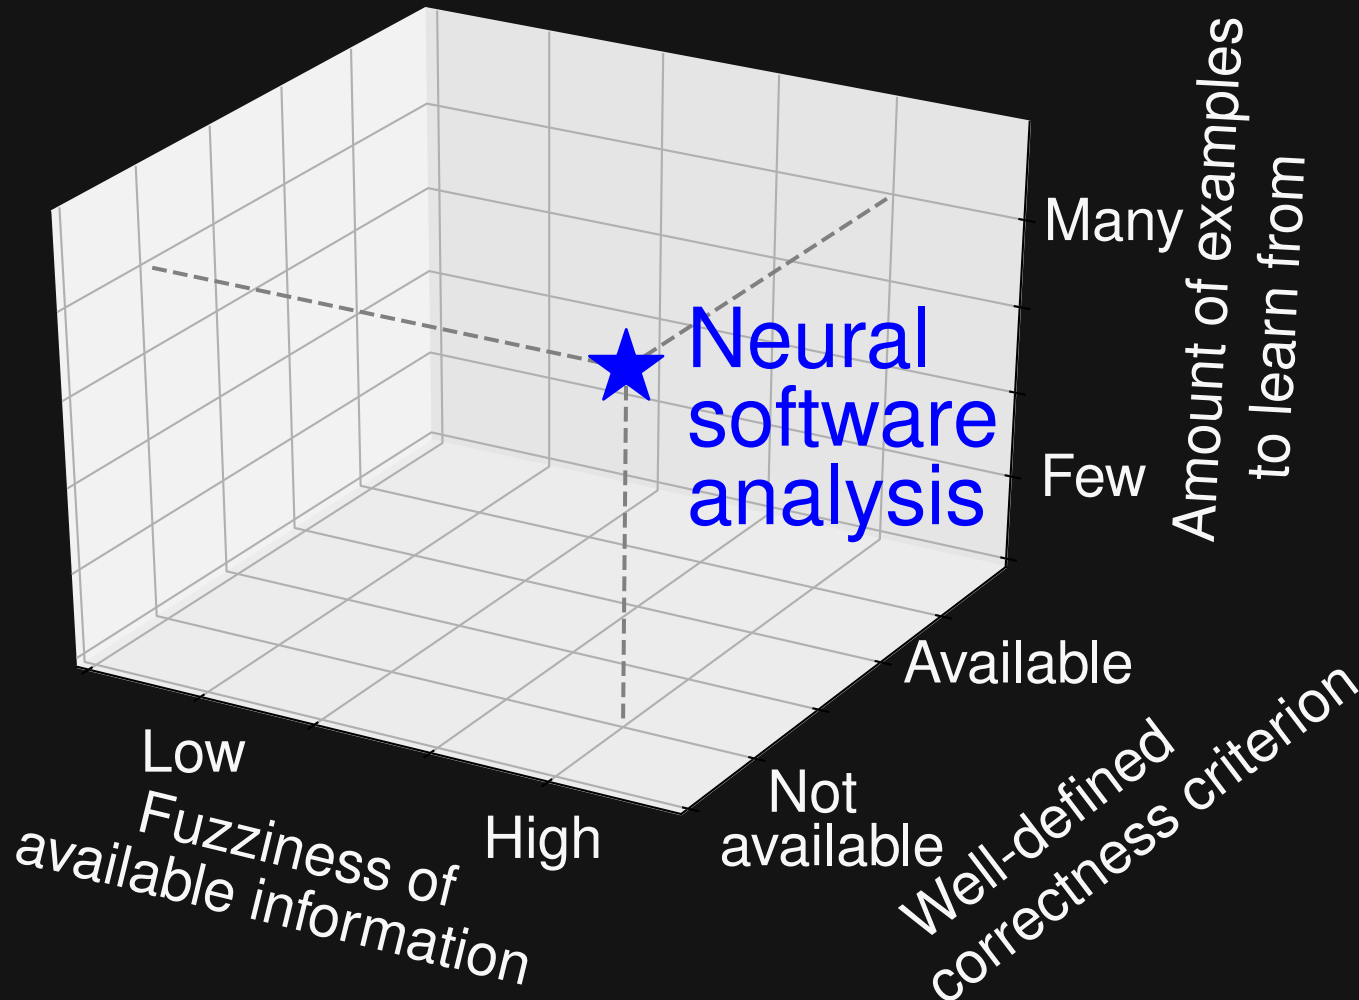 Many
Amount of examples
to learn from
Neural
software
analysis
Few
Available
Low
Not
available
High
Fuzziness of
available information
Well-defined
correctness criterion